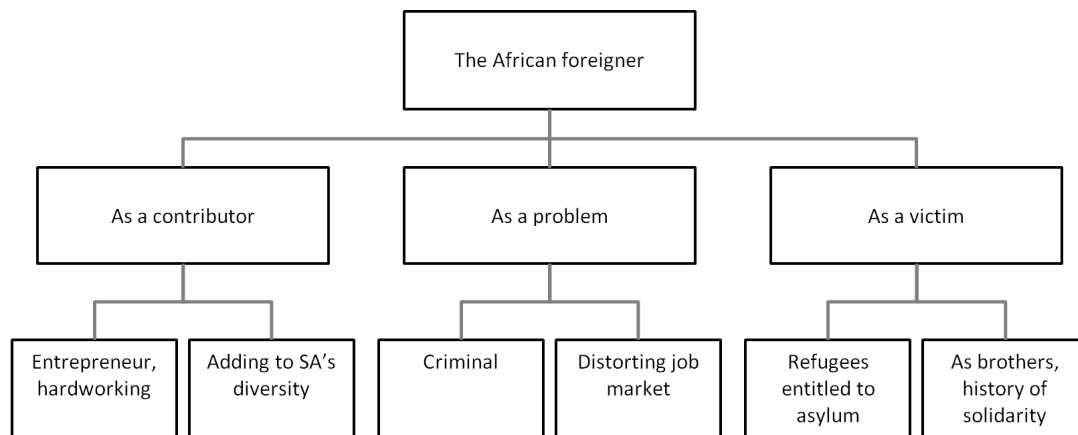 The African foreigner
As a contributor
As a problem
As a victim
Entrepreneur,
hardworking
Adding to SA’s
diversity
Criminal
Distorting job
market
Refugees
entitled to
asylum
As brothers,
history of
solidarity